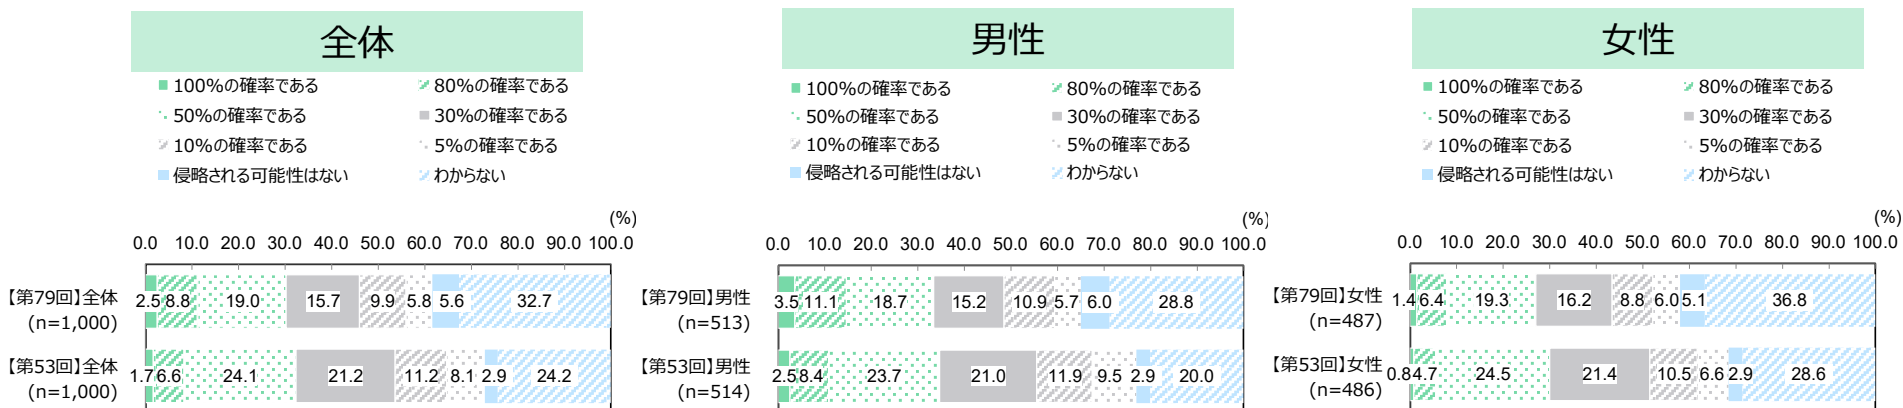 全体
■ 100%の確率である 80%の確率である
50%の確率である ■ 30%の確率である
10%の確率である 5%の確率である
■ 侵略される可能性はない わからない
(%)
0.0 10.0 20.0 30.0 40.0 50.0 60.0 70.0 80.0 90.0 100.0
【第79回】全体
(n=1,000)
2.5 8.8 19.0 15.7 9.9 5.8 5.6 32.7
【第53回】全体
(n=1,000)
1.7 6.6 24.1 21.2 11.2 8.1 2.9 24.2
男性
■ 100%の確率である 80%の確率である
50%の確率である ■ 30%の確率である
10%の確率である 5%の確率である
■ 侵略される可能性はない わからない
(%)
0.0 10.0 20.0 30.0 40.0 50.0 60.0 70.0 80.0 90.0 100.0
【第79回】男性
(n=513)
3.5 11.1 18.7 15.2 10.9 5.7 6.0 28.8
【第53回】男性
(n=514)
2.5 8.4 23.7 21.0 11.9 9.5 2.9 20.0
女性
■ 100%の確率である 80%の確率である
50%の確率である ■ 30%の確率である
10%の確率である 5%の確率である
■ 侵略される可能性はない わからない
(%)
0.0 10.0 20.0 30.0 40.0 50.0 60.0 70.0 80.0 90.0 100.0
【第79回】女性
(n=487)
1.4 6.4 19.3 16.2 8.8 6.0 5.1 36.8
【第53回】女性
(n=486)
0.8 4.7 24.5 21.4 10.5 6.6 2.9 28.6